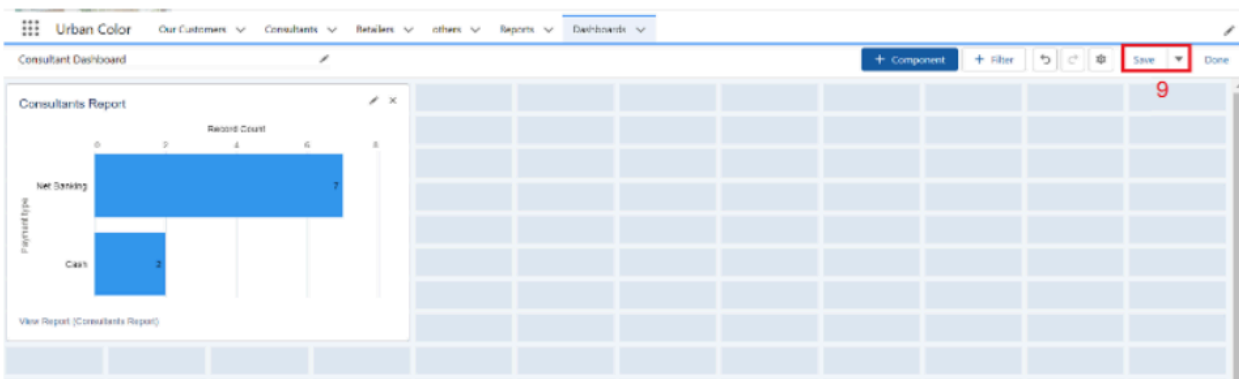 Urban Color Our Customers Consultants Retailers others Reports Dashboards
Consultant Dashboard + Component + Filter Save Done
9
Consultants Report
Record Count
0 2 4 6 8
Net Banking 7
Payment type
Cash 2
View Report (Consultants Report)